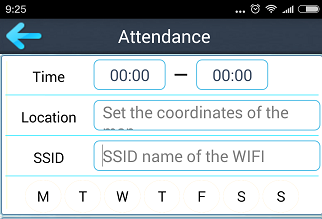 9:25
Attendance
Time 00:00 — 00:00
Location Set the coordinates of the
SSID SSID name of the WIFI
M T W T F S S